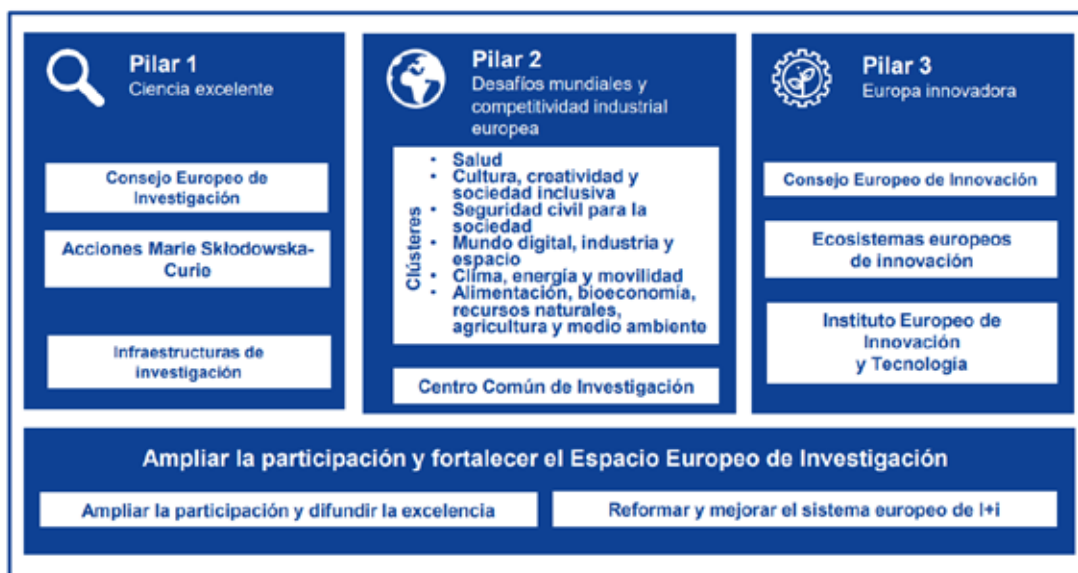 Pilar 1
Ciencia excelente
Consejo Europeo de
Investigación
Acciones Marie Skłodowska-
Curie
Infraestructuras de
investigación
Pilar 2
Desafíos mundiales y
competitividad industrial
europea
Clústeres
• Salud
• Cultura, creatividad y
sociedad inclusiva
• Seguridad civil para la
sociedad
• Mundo digital, industria y
espacio
• Clima, energía y movilidad
• Alimentación, bioeconomía,
recursos naturales,
agricultura y medio ambiente
Centro Común de Investigación
Pilar 3
Europa innovadora
Consejo Europeo de Innovación
Ecosistemas europeos
de innovación
Instituto Europeo de
Innovación
y Tecnología
Ampliar la participación y fortalecer el Espacio Europeo de Investigación
Ampliar la participación y difundir la excelencia
Reformar y mejorar el sistema europeo de I+i